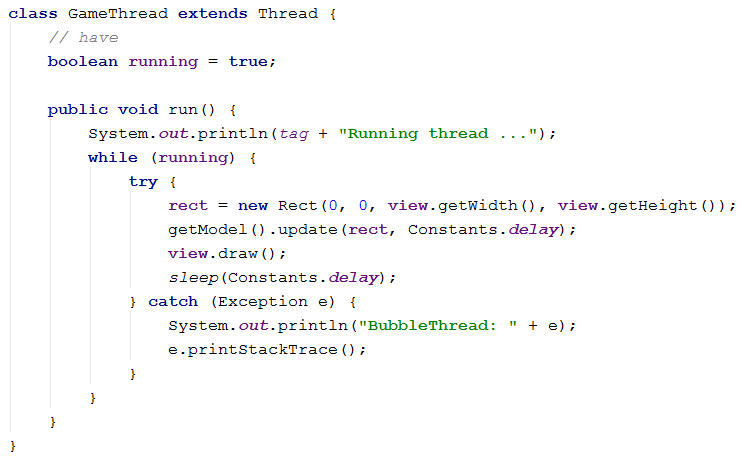 class GameThread extends Thread {
// have
boolean running = true;
public void run() {
System.out.println(tag + "Running thread ...");
while (running) {
try {
rect = new Rect(0, 0, view.getWidth(), view.getHeight());
getModel().update(rect, Constants.delay);
view.draw();
sleep(Constants.delay);
} catch (Exception e) {
System.out.println("BubbleThread: " + e);
e.printStackTrace();
}
}
}
}